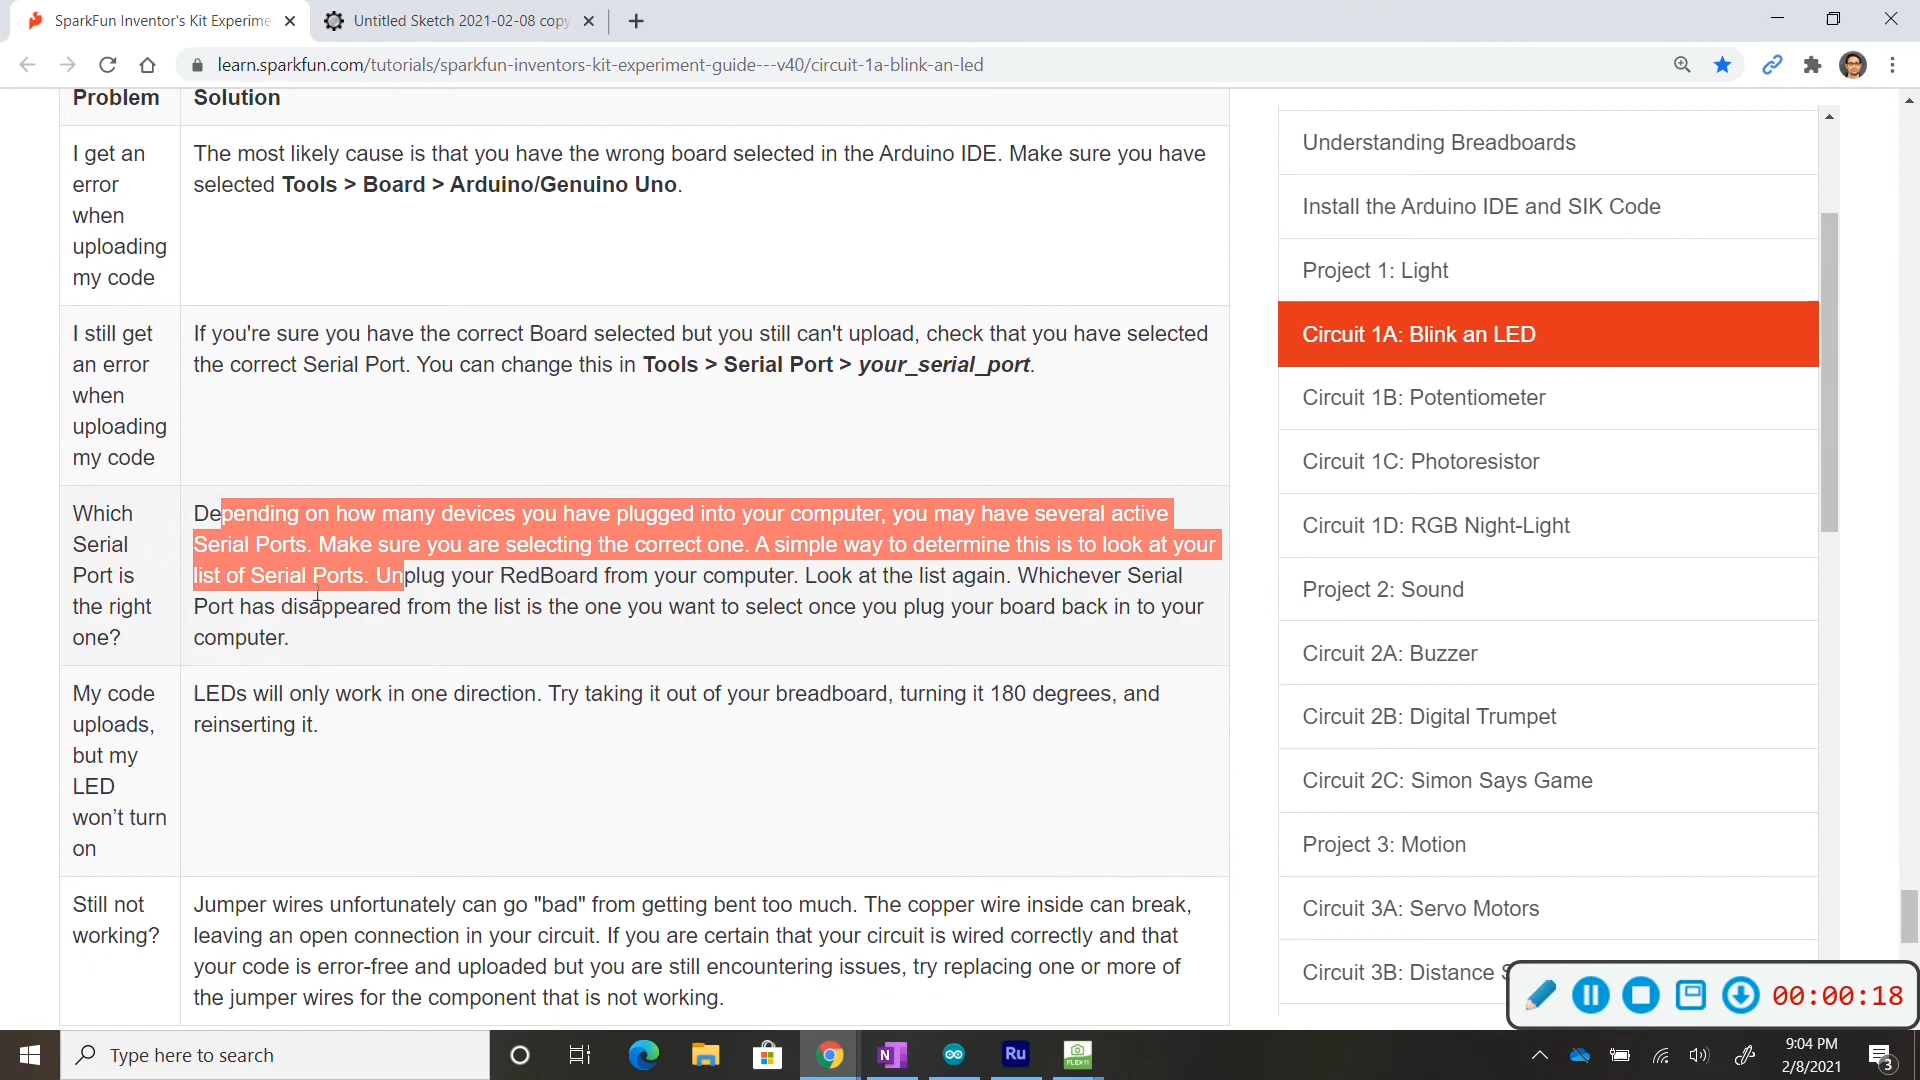 SparkFun Inventor's Kit Experime
Untitled Sketch 2021-02-08 copy
learn.sparkfun.com/tutorials/sparkfun-inventors-kit-experiment-guide---v40/circuit-1a-blink-an-led
Problem
Solution
I get an
error
when
uploading
my code
The most likely cause is that you have the wrong board selected in the Arduino IDE. Make sure you have
selected Tools > Board > Arduino/Genuino Uno.
I still get
an error
when
uploading
my code
If you're sure you have the correct Board selected but you still can't upload, check that you have selected
the correct Serial Port. You can change this in Tools > Serial Port > your_serial_port.
Which
Serial
Port is
the right
one?
Depending on how many devices you have plugged into your computer, you may have several active
Serial Ports. Make sure you are selecting the correct one. A simple way to determine this is to look at your
list of Serial Ports. Unplug your RedBoard from your computer. Look at the list again. Whichever Serial
Port has disappeared from the list is the one you want to select once you plug your board back in to your
computer.
My code
uploads,
but my
LED
won't turn
on
LEDs will only work in one direction. Try taking it out of your breadboard, turning it 180 degrees, and
reinserting it.
Still not
working?
Jumper wires unfortunately can go "bad" from getting bent too much. The copper wire inside can break,
leaving an open connection in your circuit. If you are certain that your circuit is wired correctly and that
your code is error-free and uploaded but you are still encountering issues, try replacing one or more of
the jumper wires for the component that is not working.
Understanding Breadboards
Install the Arduino IDE and SIK Code
Project 1: Light
Circuit 1A: Blink an LED
Circuit 1B: Potentiometer
Circuit 1C: Photoresistor
Circuit 1D: RGB Night-Light
Project 2: Sound
Circuit 2A: Buzzer
Circuit 2B: Digital Trumpet
Circuit 2C: Simon Says Game
Project 3: Motion
Circuit 3A: Servo Motors
Circuit 3B: Distance
00:00:18
Type here to search
N
Ru
FLEX11
9:04 PM
2/8/2021
3